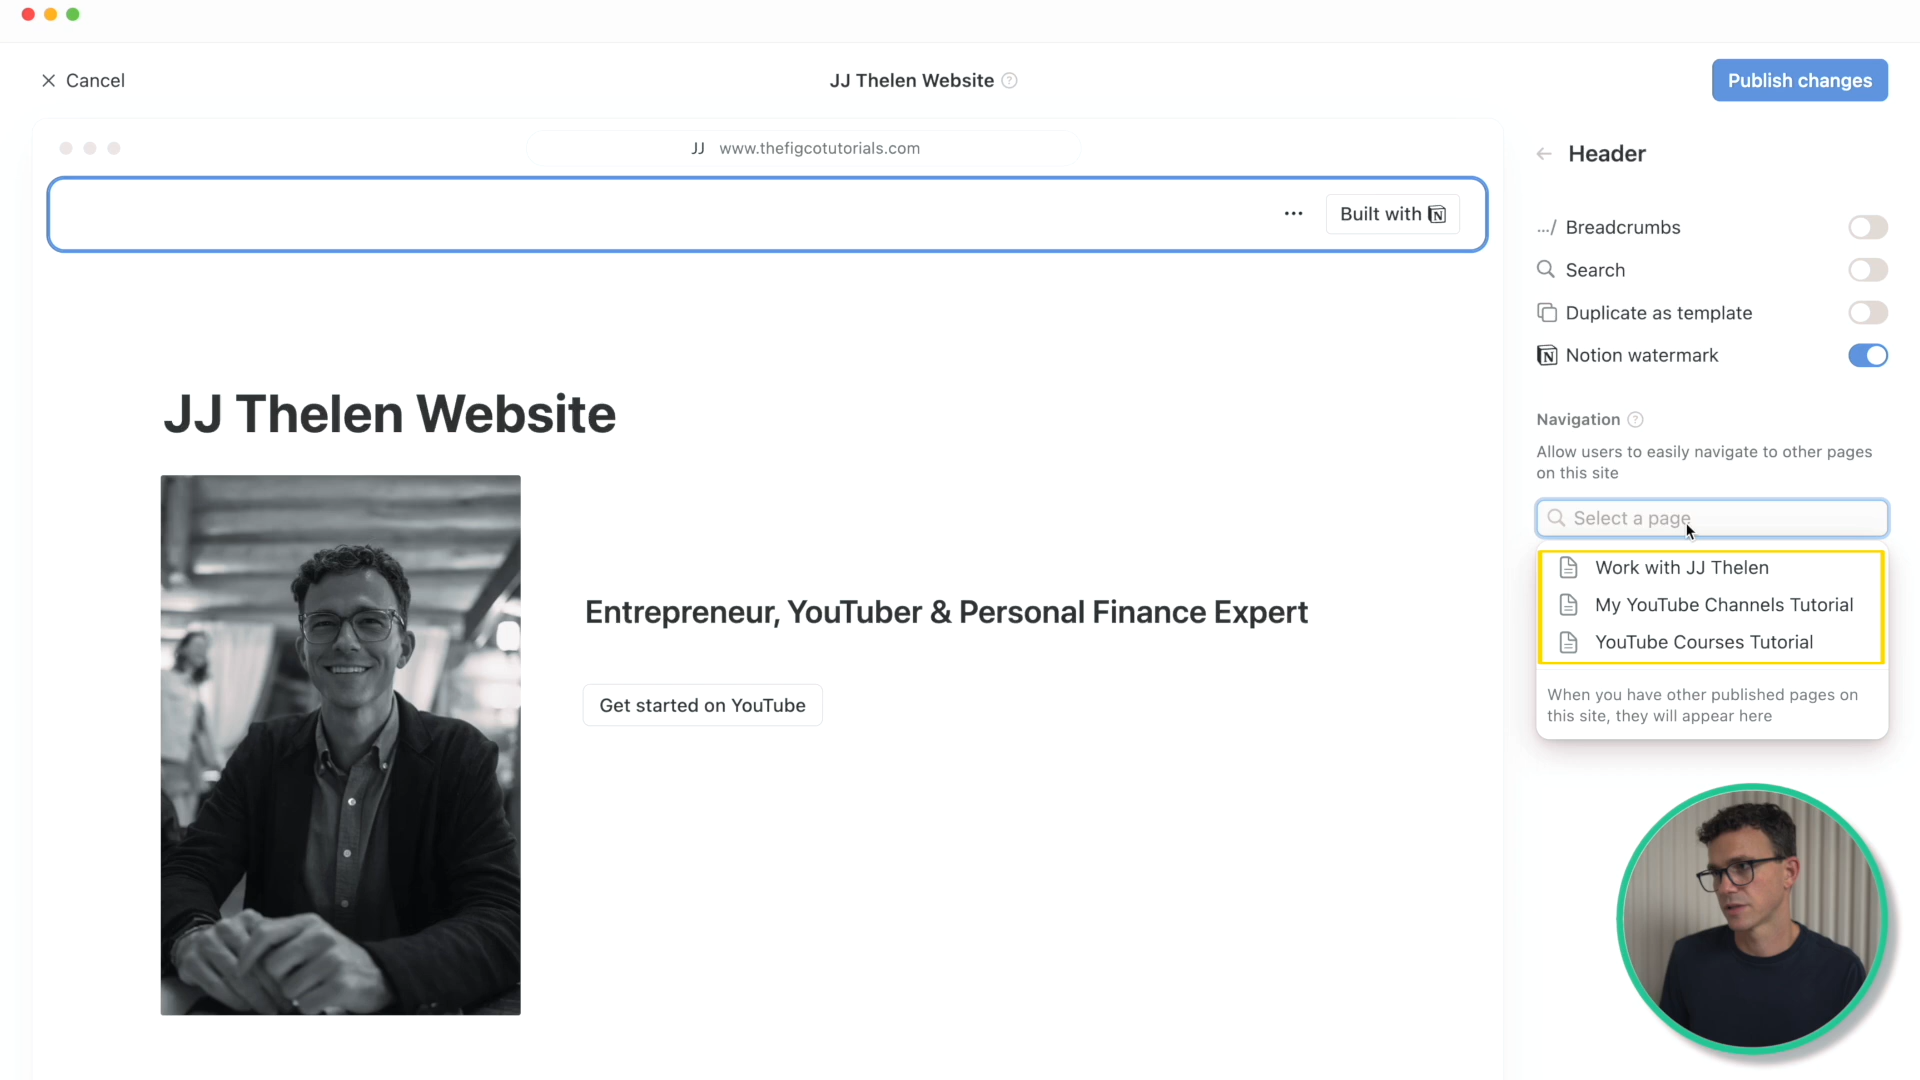 Cancel
JJ Thelen Website
Publish changes
JJ www.thefigcotutorials.com
Built with
Header
Breadcrumbs
Search
Duplicate as template
Notion watermark
Navigation
Allow users to easily navigate to other pages
on this site
Select a page
Work with JJ Thelen
My YouTube Channels Tutorial
YouTube Courses Tutorial
When you have other published pages on
this site, they will appear here
JJ Thelen Website
Entrepreneur, YouTuber & Personal Finance Expert
Get started on YouTube